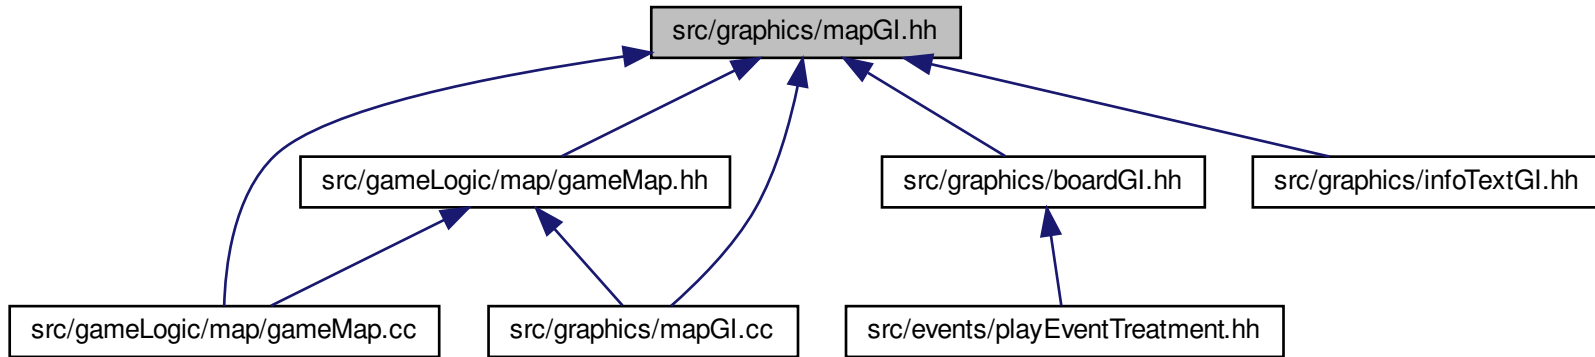 src/graphics/mapGI.hh
src/gameLogic/map/gameMap.hh
src/graphics/boardGI.hh
src/graphics/infoTextGI.hh
src/gameLogic/map/gameMap.cc
src/graphics/mapGI.cc
src/events/playEventTreatment.hh